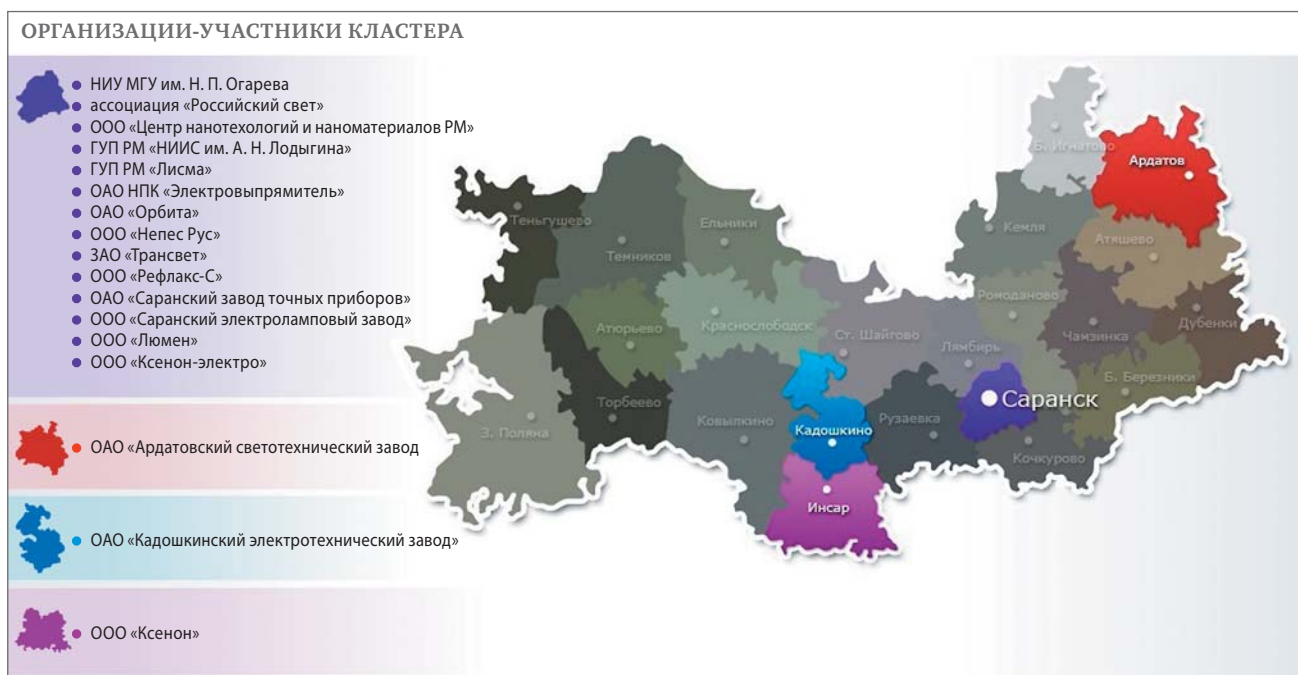 ОРГАНИЗАЦИИ-УЧАСТНИКИ КЛАСТЕРА
НИУ МГУ им. Н. П. Огарева
ассоциация «Российский свет»
ООО «Центр нанотехологий и наноматериалов РМ»
ГУП РМ «НИИС им. А. Н. Лодыгина»
ГУП РМ «Лисма»
ОАО НПК «Электровыпрямитель»
ОАО «Орбита»
ООО «Непес Рус»
ЗАО «Трансвет»
ООО «Рефлакс-С»
ОАО «Саранский завод точных приборов»
ООО «Саранский электроламповый завод»
ООО «Люмен»
ООО «Ксенон-электро»
ОАО «Ардатовский светотехнический завод
ОАО «Кадошкинский электротехнический завод»
ООО «Ксенон»
Б. Игнатово
Ардатов
Теньгушево
Ельники
Кемля
Атяшево
Темников
Ромоданово
Атюрьево
Краснослободск
Ст. Шайгово
Чамзинка
Дубенки
Лямбирь
Б. Березники
Саранск
Торбеево
Ковылкино
Рузаевка
Кадошкино
З. Поляна
Кочкурово
Инсар